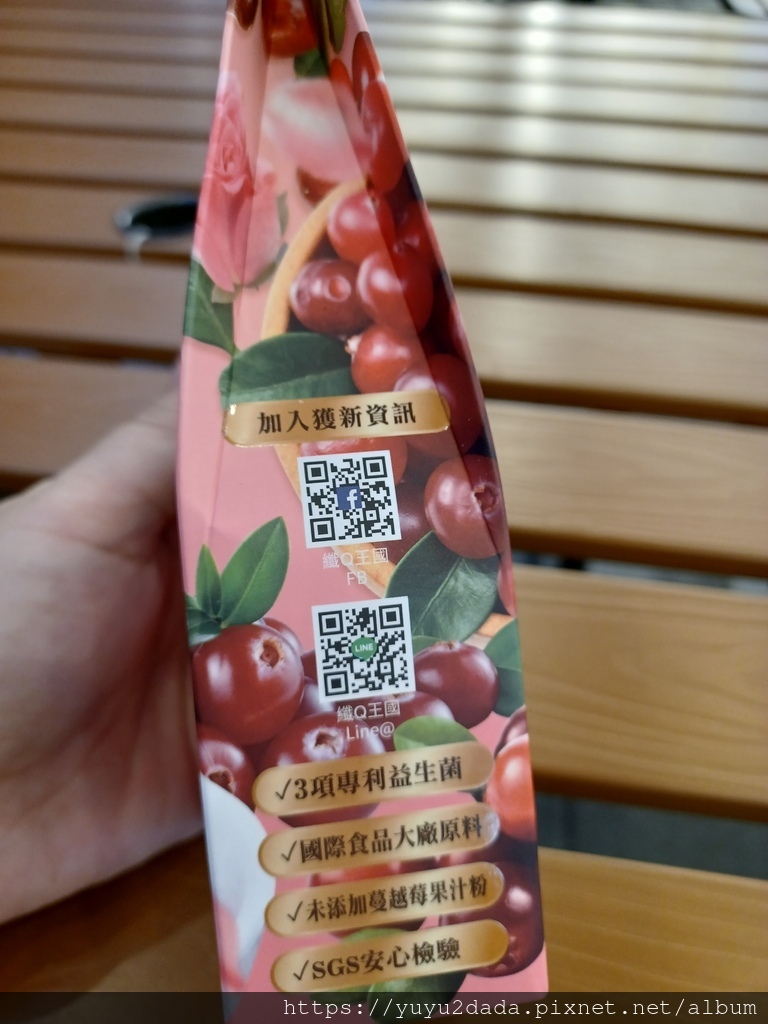 加入獲新資訊
纖Q王國
FB
LINE
纖Q王國
Line@
✓3項專利益生菌
✓國際食品大廠原料
✓未添加蔓越莓果汁粉
✓SGS安心檢驗
https://yuyu2dada.pixnet.net/album